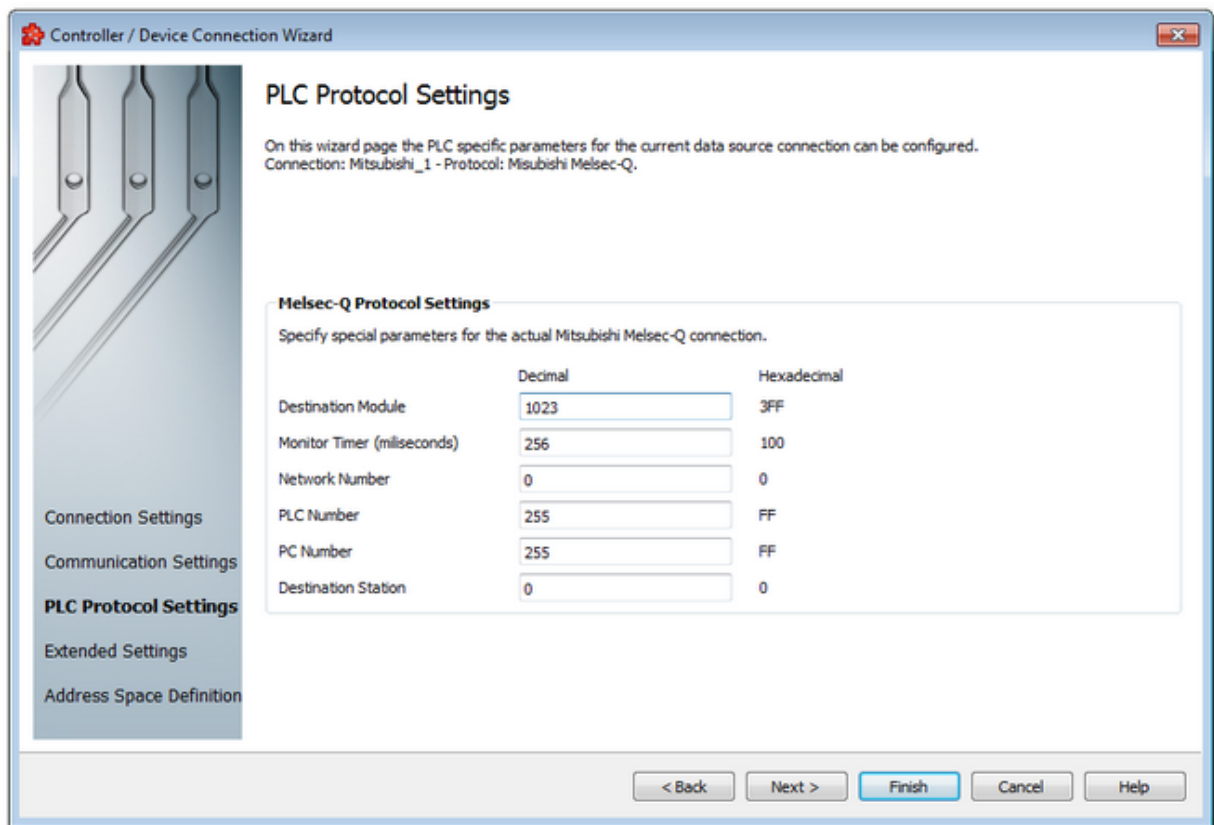 Controller / Device Connection Wizard
PLC Protocol Settings
On this wizard page the PLC specific parameters for the current data source connection can be configured.
Connection: Mitsubishi_1 - Protocol: Misubishi Melsec-Q.
Melsec-Q Protocol Settings
Specify special parameters for the actual Mitsubishi Melsec-Q connection.
Decimal Hexadecimal
Destination Module 1023 3FF
Monitor Timer (miliseconds) 256 100
Network Number 0 0
PLC Number 255 FF
PC Number 255 FF
Destination Station 0 0
Connection Settings
Communication Settings
PLC Protocol Settings
Extended Settings
Address Space Definition
< Back Next > Finish Cancel Help